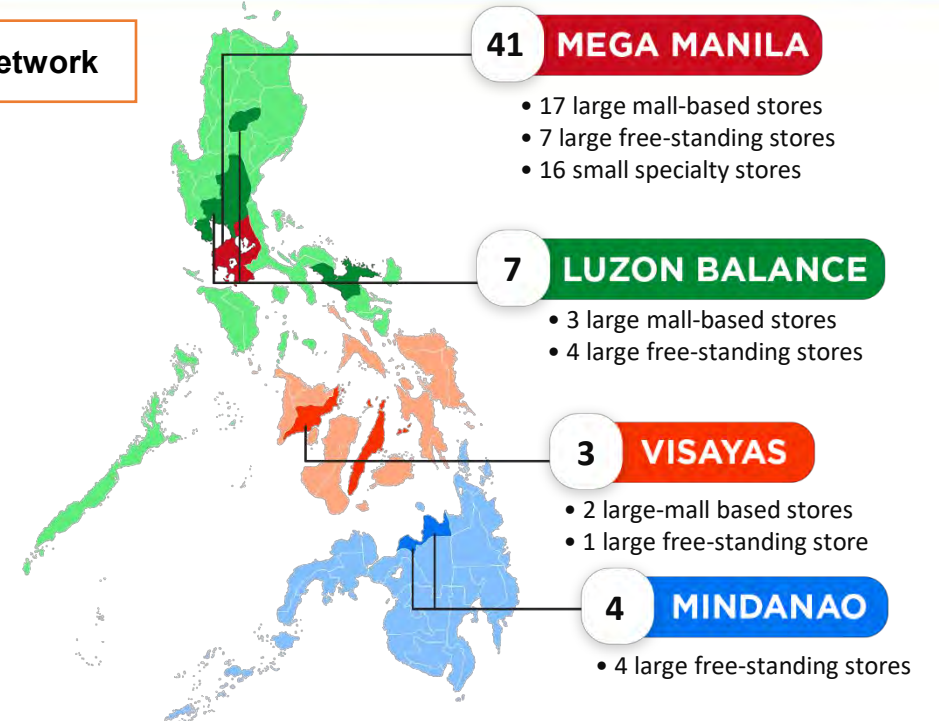 etwork
41 MEGA MANILA
• 17 large mall-based stores
• 7 large free-standing stores
• 16 small specialty stores
7 LUZON BALANCE
• 3 large mall-based stores
• 4 large free-standing stores
3 VISAYAS
• 2 large-mall based stores
• 1 large free-standing store
4 MINDANAO
• 4 large free-standing stores